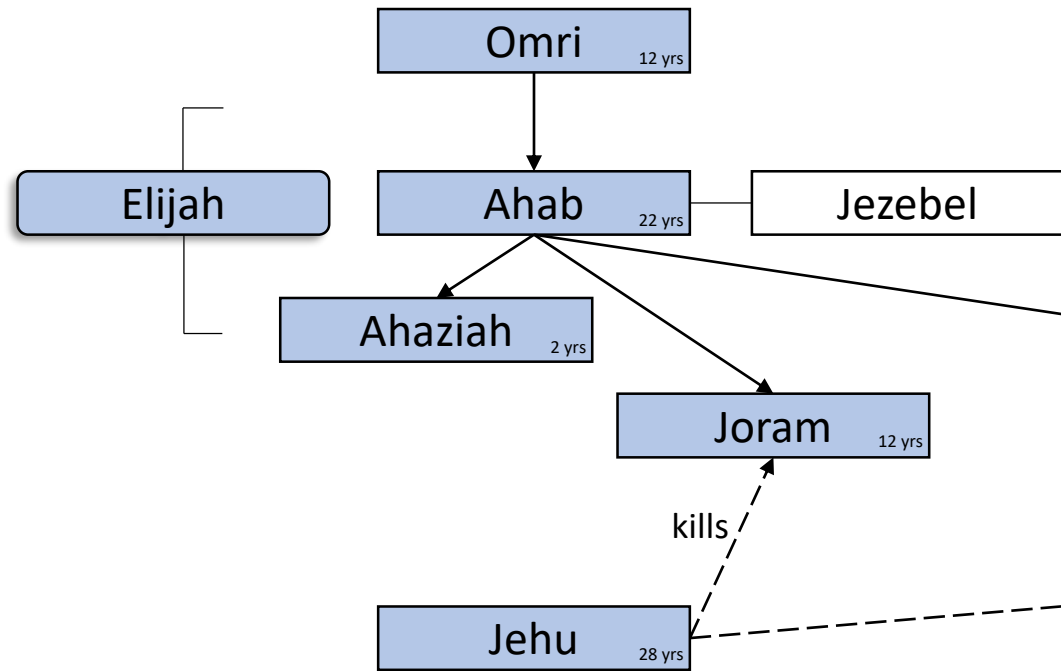 Omri
12 yrs
Elijah
Ahab
22 yrs
Jezebel
Ahaziah
2 yrs
Joram
12 yrs
kills
Jehu
28 yrs